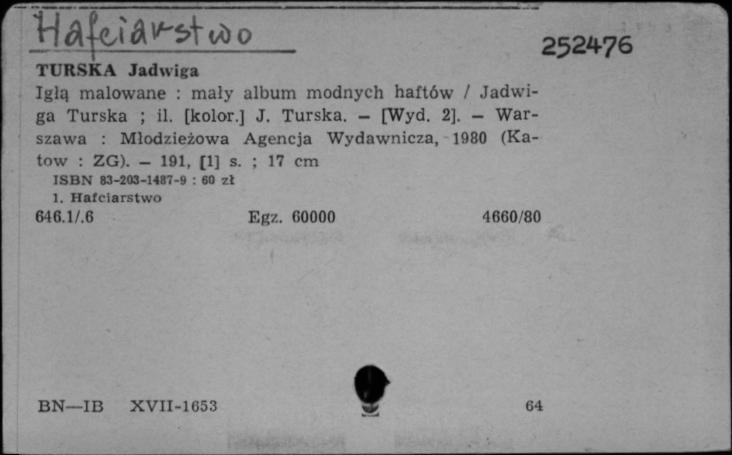 Hafciarstwo
252476
TURSKA Jadwiga
Igłą malowane : mały album modnych haftów / Jadwi-
ga Turska ; il. [kolor.] J. Turska. — [Wyd. 2]. — War-
szawa : Młodzieżowa Agencja Wydawnicza, 1980 (Ka-
tow : ZG). — 191, [1] s. ; 17 cm
ISBN 83-203-1487-9 : 60 zł
1. Hafciarstwo
646.1/.6 Egz. 60000 4660/80
BN—IB XVII-1653 64